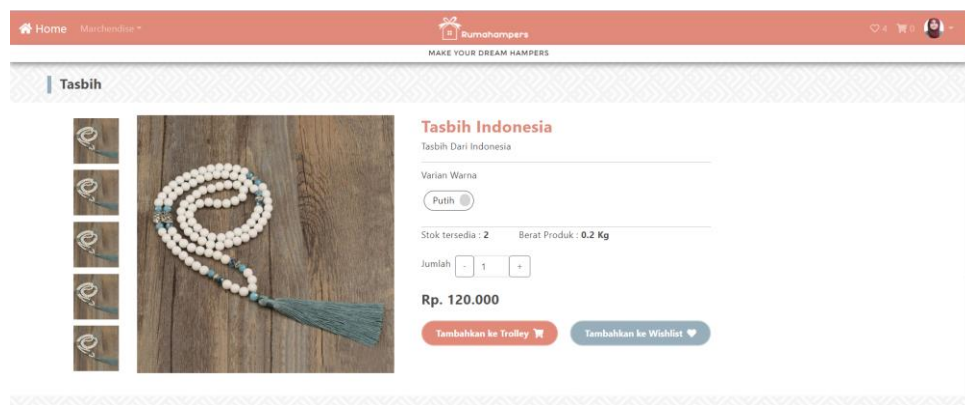 Home Marchendise
Rumahampers
4 0
MAKE YOUR DREAM HAMPERS
Tasbih
Tasbih Indonesia
Tasbih Dari Indonesia
Varian Warna
Putih
Stok tersedia : 2 Berat Produk : 0.2 Kg
Jumlah - 1 +
Rp. 120.000
Tambahkan ke Trolley Tambahkan ke Wishlist